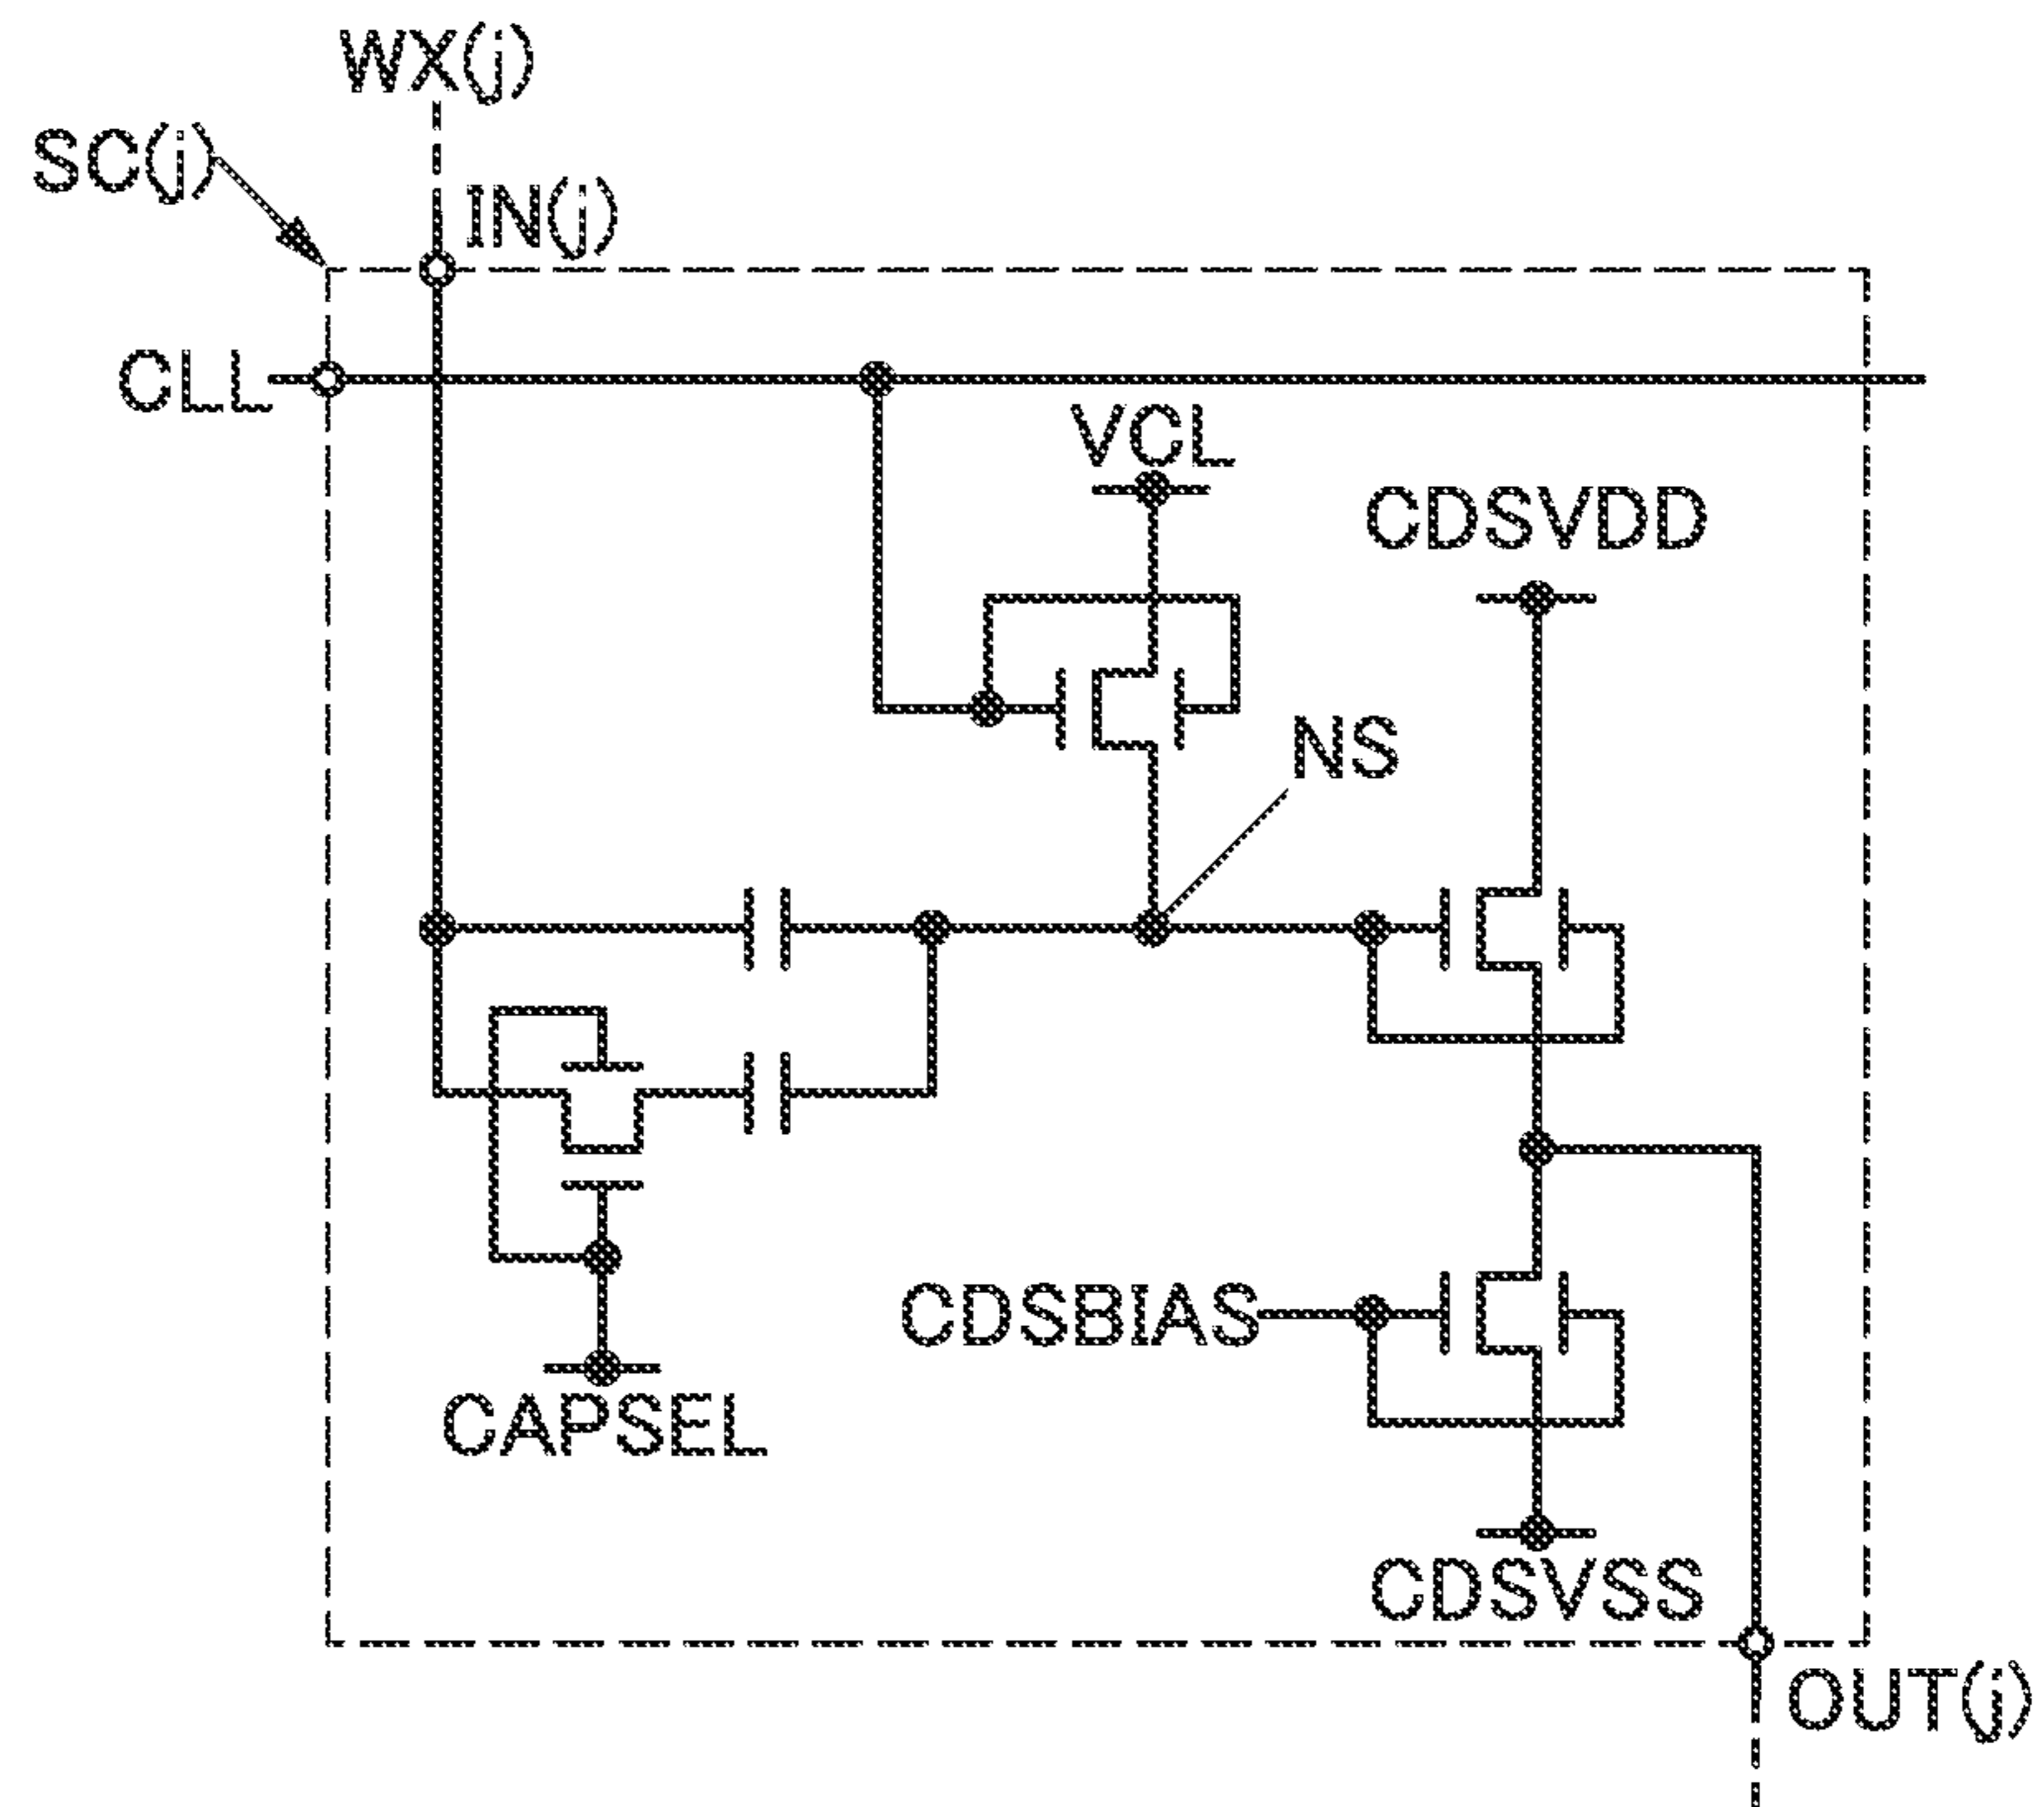 WX(j)
SC(j)
IN(j)
CLL
VCL
CDSVDD
NS
CDSBIAS
CAPSEL
CDSVSS
OUT(j)